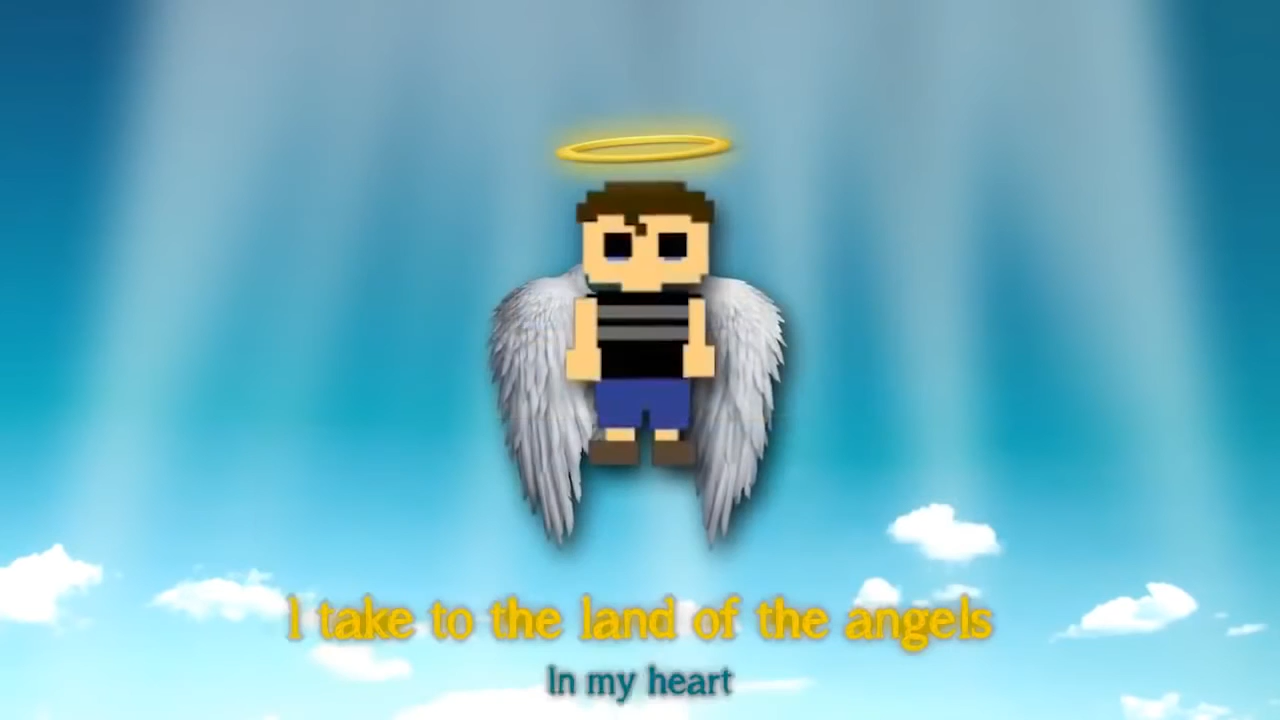 I take to the land of the angels
In my heart